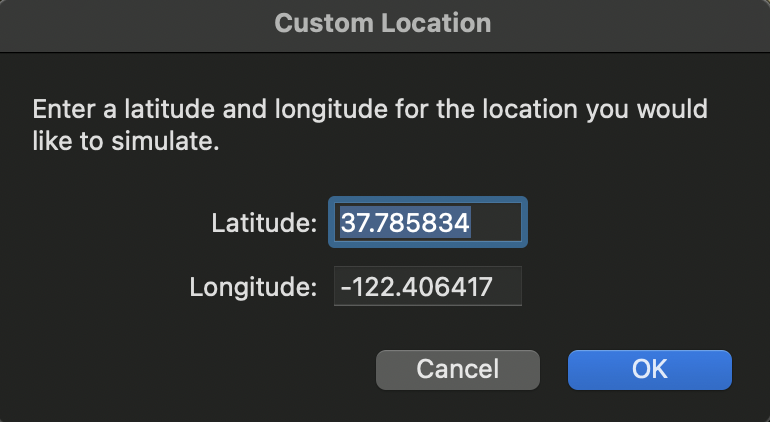 Custom Location
Enter a latitude and longitude for the location you would
like to simulate.
Latitude: 37.785834
Longitude: -122.406417
Cancel OK